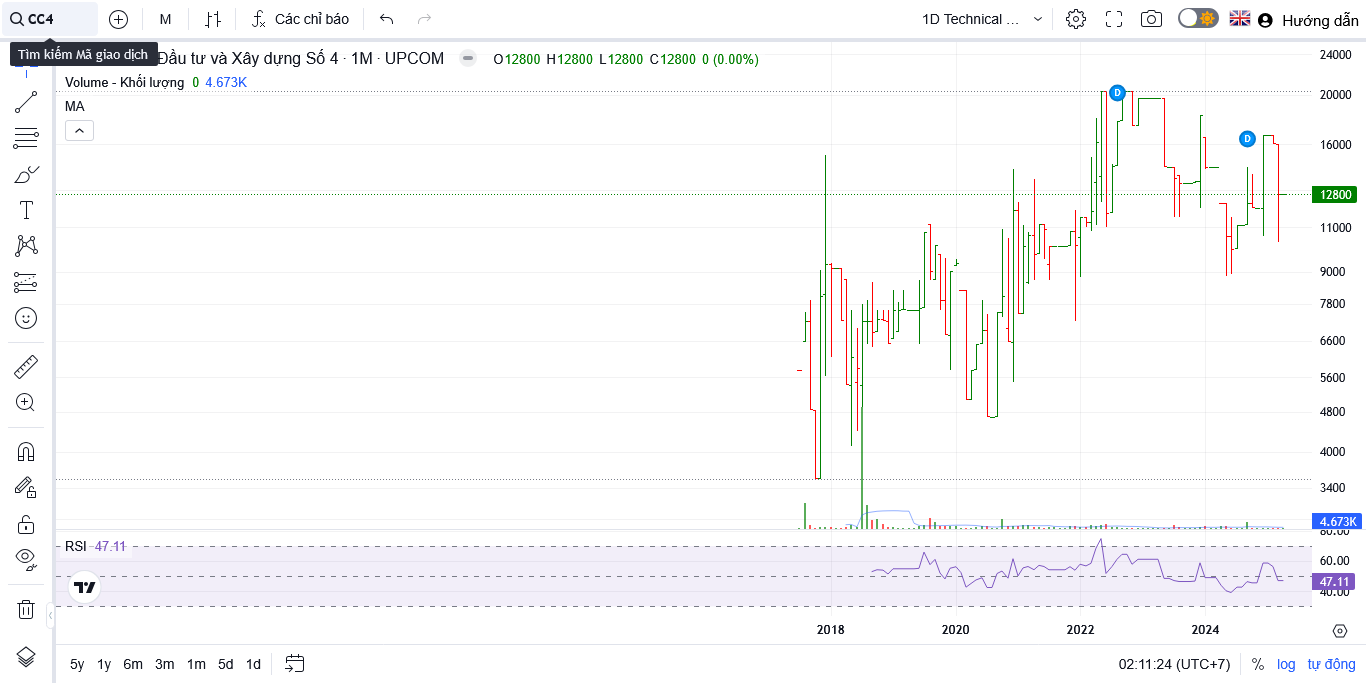 CC4
M
Các chỉ báo
1D Technical ...
Hướng dẫn
Tìm kiếm Mã giao dịch
Đầu tư và Xây dựng Số 4 · 1M · UPCOM
O12800 H12800 L12800 C12800 0 (0.00%)
Volume - Khối lượng 0 4.673K
MA
24000
20000
D
16000
D
12800
11000
9000
7800
6600
5600
4800
4000
3400
4.673K
80.00
RSI 47.11
60.00
47.11
40.00
2018 2020 2022 2024
5y 1y 6m 3m 1m 5d 1d
02:11:24 (UTC+7)
% log tự động